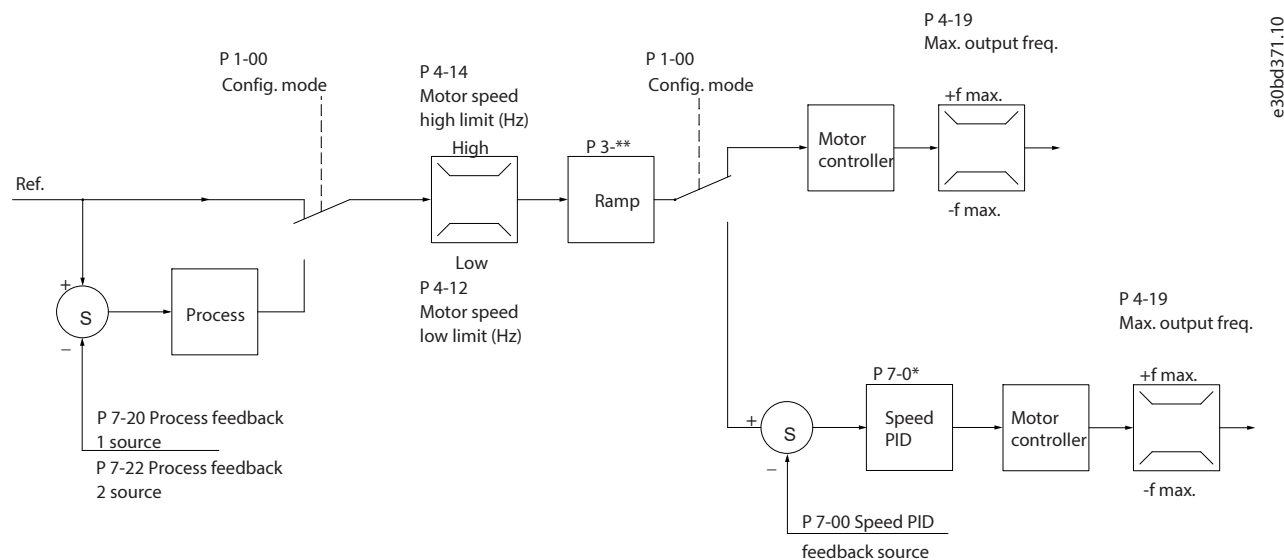 P 4-19
Max. output freq.
e30bd371.10
P 1-00
Config. mode
P 4-14
Motor speed
high limit (Hz)
High
P 1-00
Config. mode
+f max.
P 3-**
Motor
controller
Ref.
Ramp
-f max.
Low
P 4-12
Motor speed
low limit (Hz)
+
S
Process
–
P 4-19
Max. output freq.
P 7-20 Process feedback
1 source
P 7-22 Process feedback
2 source
P 7-0*
+f max.
+
S
Speed
PID
Motor
controller
–
-f max.
P 7-00 Speed PID
feedback source